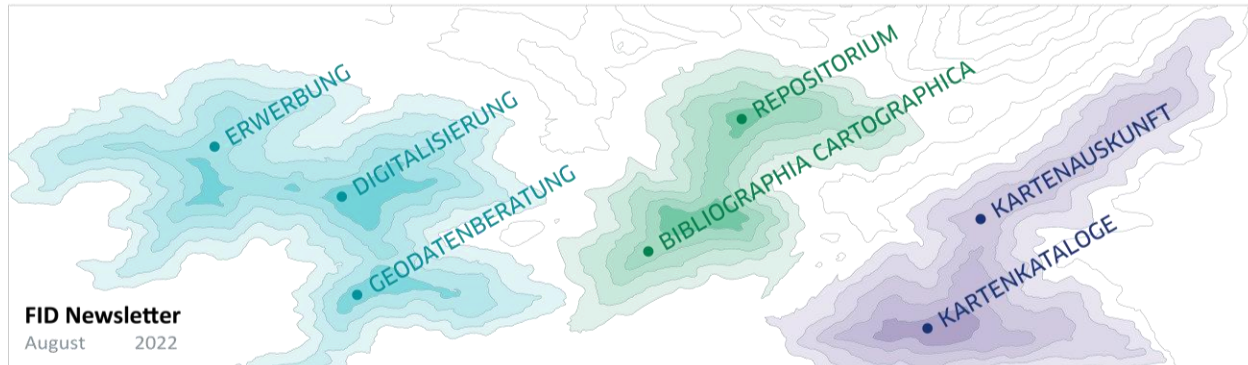 ERWERBUNG
DIGITALISIERUNG
GEODATENBERATUNG
REPOSITORIUM
BIBLIOGRAPHIA CARTOGRAPHICA
KARTENAUSKUNFT
KARTENKATALOGE
FID Newsletter
August 2022